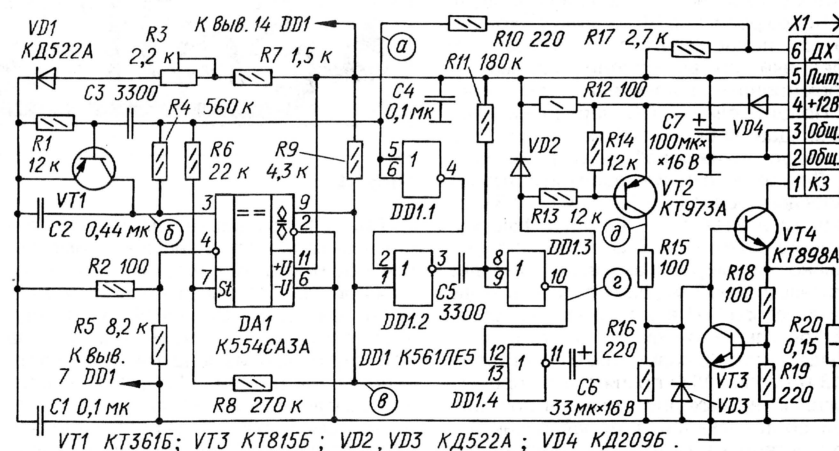 К выв. 14 DD1
VD1
КД522А
R3
2,2 к
R7 1,5 к
а
R10 220
R17 2,7 к
X1
6 ДХ
5 Пит.
4 +12В
3 Общ.
2 Общ.
1 КЗ
C3 3300
R4 560 к
C4
0,1 мк
R11 180к
R12 100
C7 +
100мк×
×16 В
VD4
R1
12 к
R6
22 к
R9
4,3 к
VD2
R14
12 к
VT1
5
6
1
4
DD1.1
R13 12 к
VT2
КТ973А
C2 0,44 мк
б
3
4
7
==
St
+U
-U
9
2
11
6
DA1
К554СА3А
R2 100
R5 8,2 к
К выв.
7 DD1
2
1
1
3
DD1.2
C5
3300
DD1.3
8
9
1
10
г
д
R15
100
VT4
КТ898А
R18
100
R20
0,15
DD1 К561ЛЕ5
12
13
1
11
+
DD1.4
C6
33мк×16В
R16
220
VT3
R19
220
VD3
R8 270 к
в
C1 0,1 мк
VT1 КТ361Б; VT3 КТ815Б; VD2, VD3 КД522А; VD4 КД209Б.